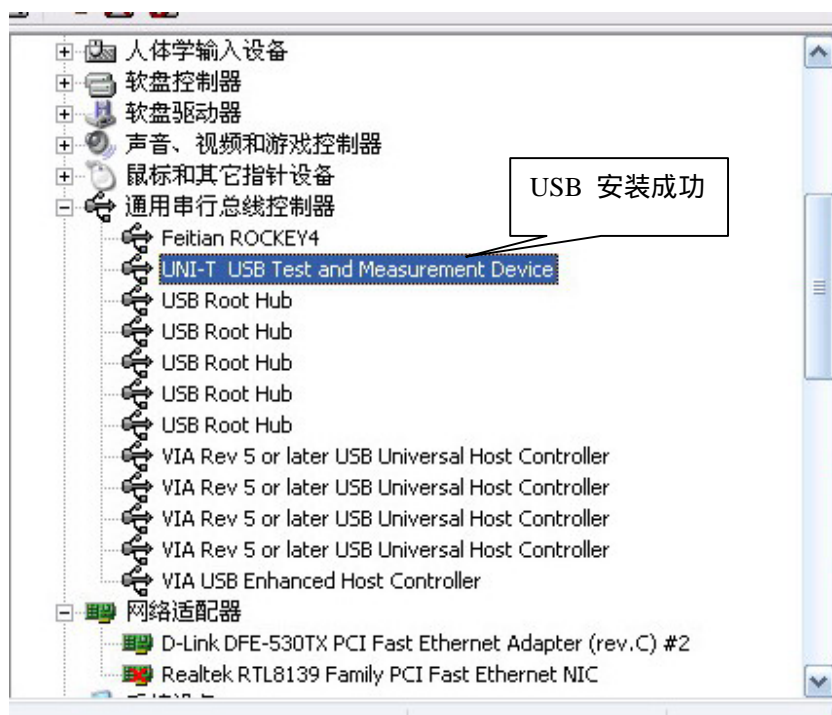 人体学输入设备
软盘控制器
软盘驱动器
声音、视频和游戏控制器
鼠标和其它指针设备
USB 安装成功
通用串行总线控制器
Feitian ROCKEY4
UNI-T USB Test and Measurement Device
USB Root Hub
USB Root Hub
USB Root Hub
USB Root Hub
USB Root Hub
VIA Rev 5 or later USB Universal Host Controller
VIA Rev 5 or later USB Universal Host Controller
VIA Rev 5 or later USB Universal Host Controller
VIA Rev 5 or later USB Universal Host Controller
VIA USB Enhanced Host Controller
网络适配器
D-Link DFE-530TX PCI Fast Ethernet Adapter (rev.C) #2
Realtek RTL8139 Family PCI Fast Ethernet NIC